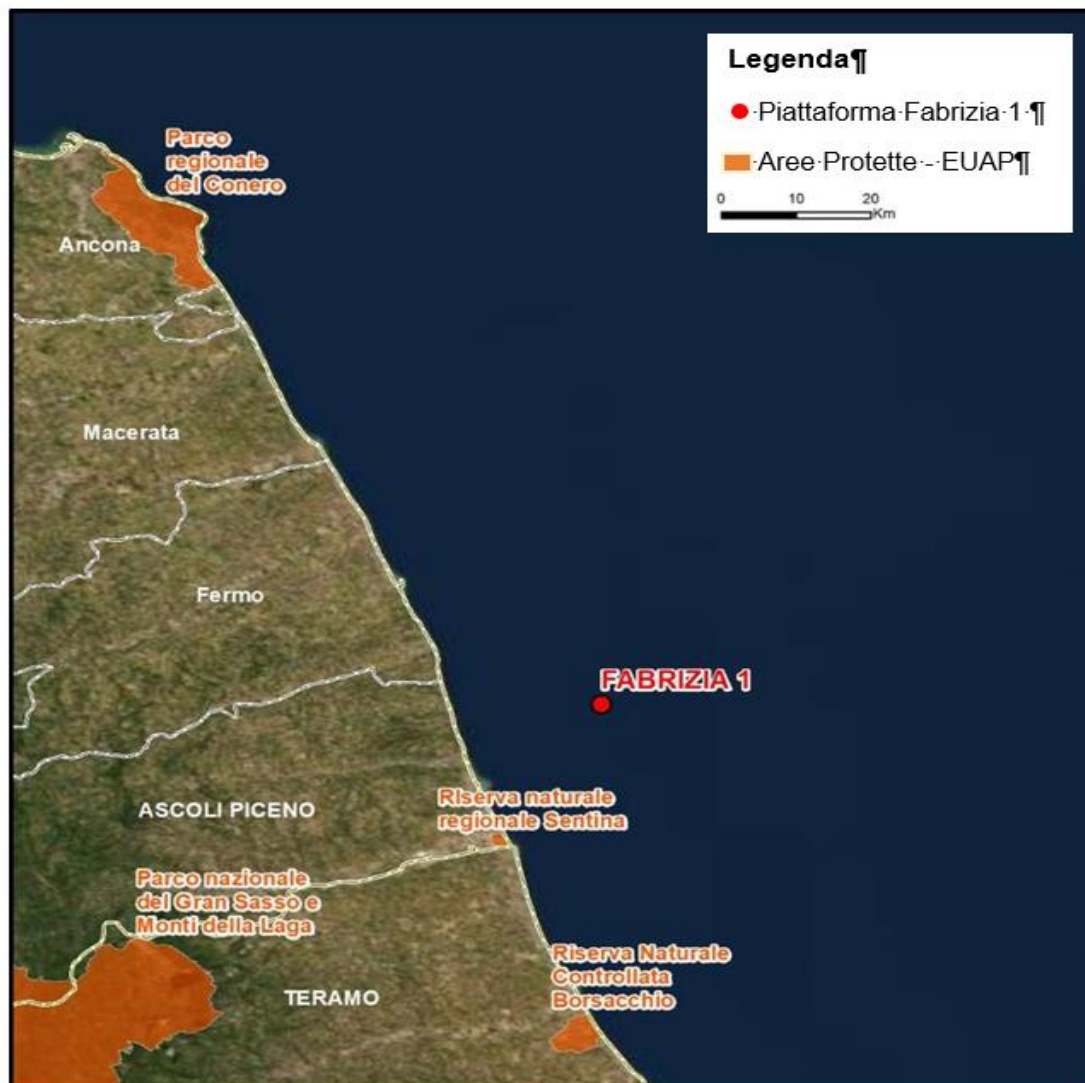 Legenda¶
·Piattaforma·Fabrizia·1·¶
·Aree·Protette·-·EUAP¶
0 10 20
Km
Parco
regionale
del Conero
Ancona
Macerata
Fermo
FABRIZIA 1
ASCOLI PICENO
Riserva naturale
regionale Sentina
Parco nazionale
del Gran Sasso e
Monti della Laga
Riserva Naturale
Controllata
Borsacchio
TERAMO